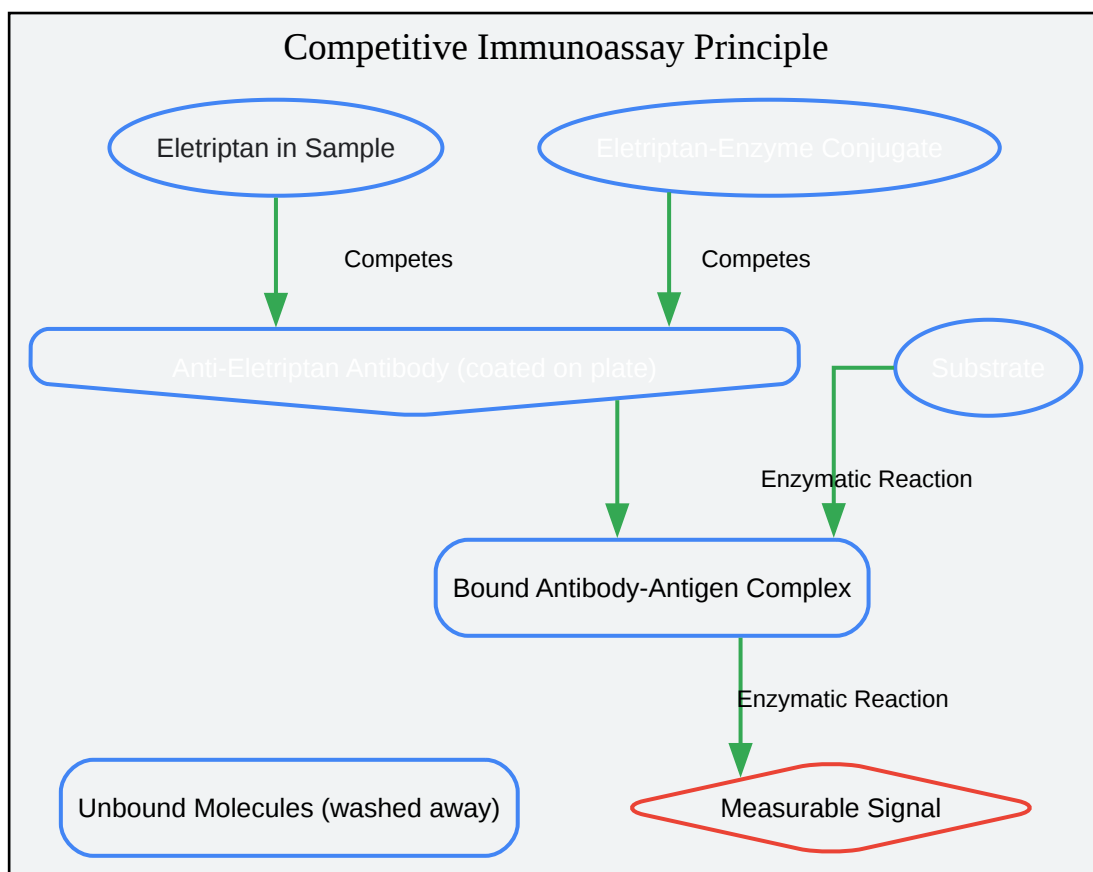 Competitive Immunoassay Principle
Eletriptan in Sample
Eletriptan-Enzyme Conjugate
Competes
Competes
Anti-Eletriptan Antibody (coated on plate)
Substrate
Enzymatic Reaction
Bound Antibody-Antigen Complex
Enzymatic Reaction
Unbound Molecules (washed away)
Measurable Signal